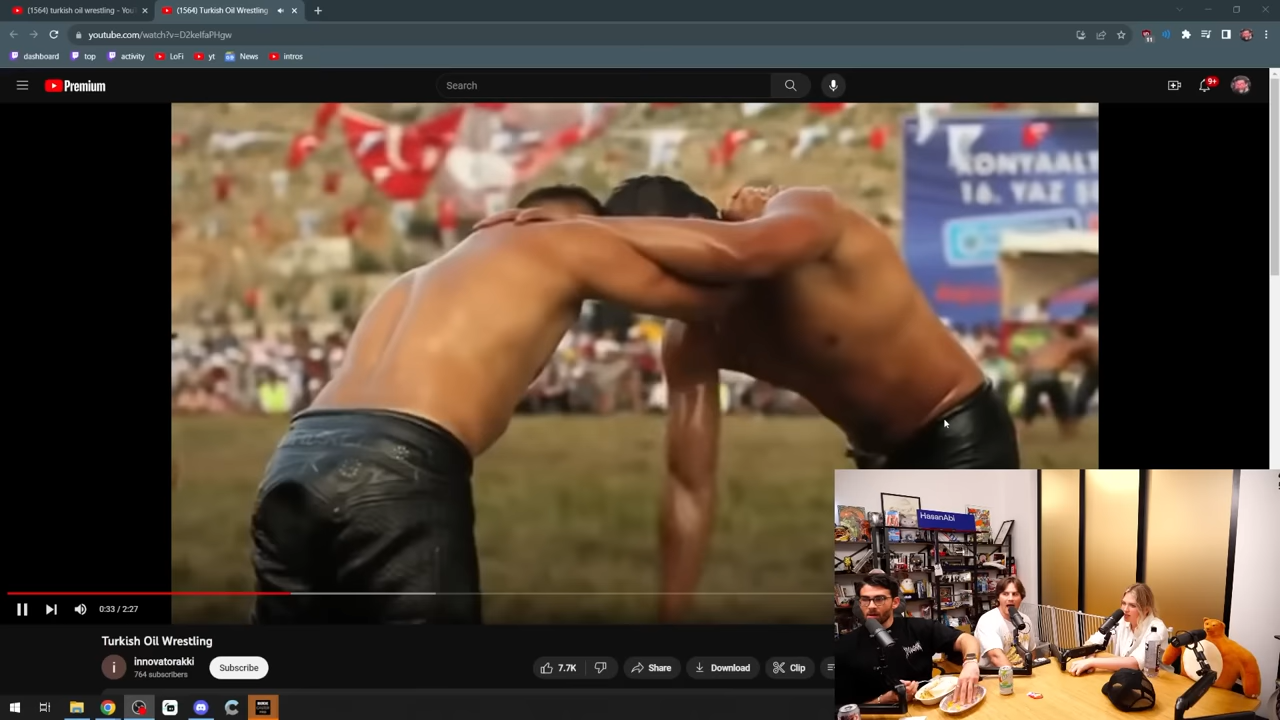 (1564) turkish oil wrestling - You
(1564) Turkish Oil Wrestling
youtube.com/watch?v=D2keIfaPHgw
11
dashboard
top
activity
LoFi
yt
News
intros
Premium
Search
9+
KONYAALT
16. YAZ Ş
HasanAbi
0:33 / 2:27
Turkish Oil Wrestling
innovatorakki
764 subscribers
Subscribe
7.7K
Share
Download
Clip